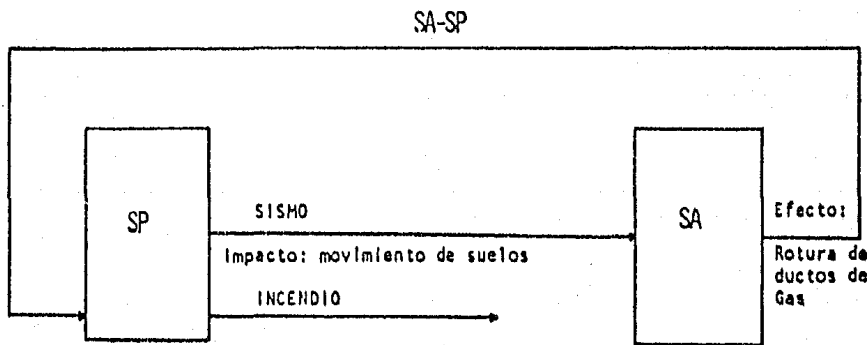 SA-SP
SP
SISMO
Impacto: movimiento de suelos
INCENDIO
SA
Efecto:
Rotura de
ductos de
Gas